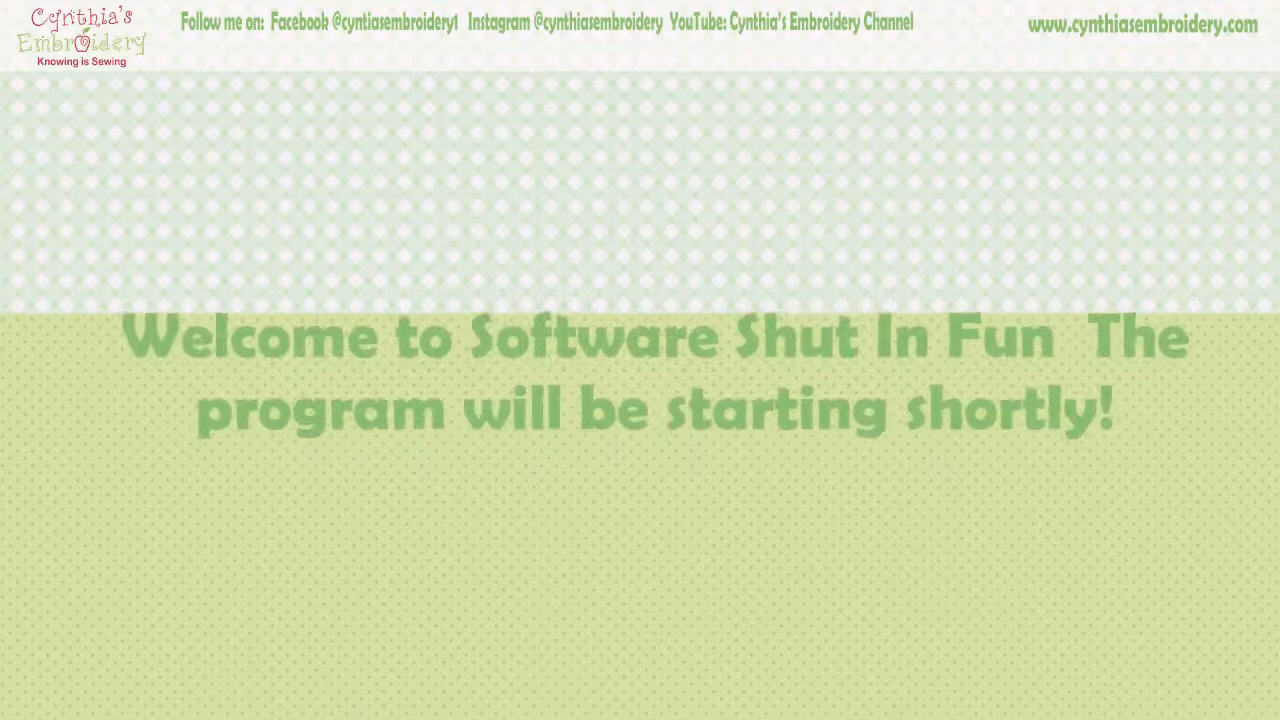 Cynthia's
Embroidery
Knowing is Sewing
Follow me on:  Facebook @cyntiasembroidery1   Instagram @cynthiasembroidery  YouTube: Cynthia's Embroidery Channel
www.cynthiasembroidery.com
Welcome to Software Shut In Fun  The
program will be starting shortly!